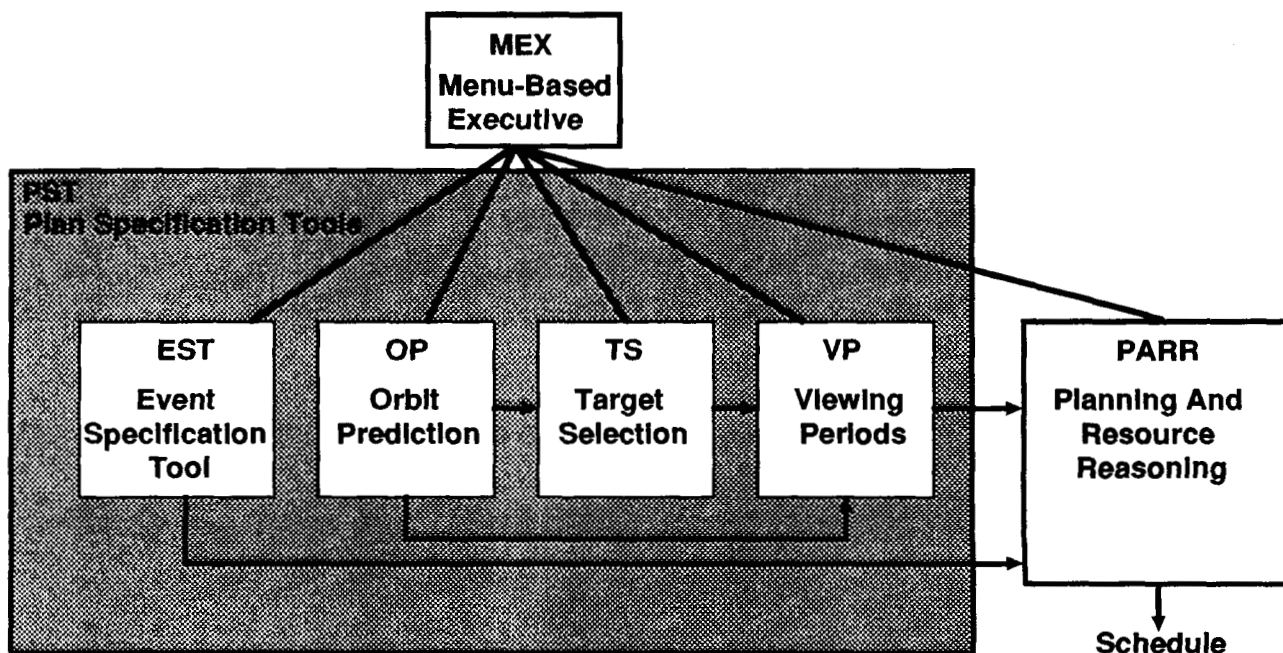 MEX
Menu-Based
Executive
PST
Plan Specification Tools
EST
Event
Specification
Tool
OP
Orbit
Prediction
TS
Target
Selection
VP
Viewing
Periods
PARR
Planning And
Resource
Reasoning
Schedule